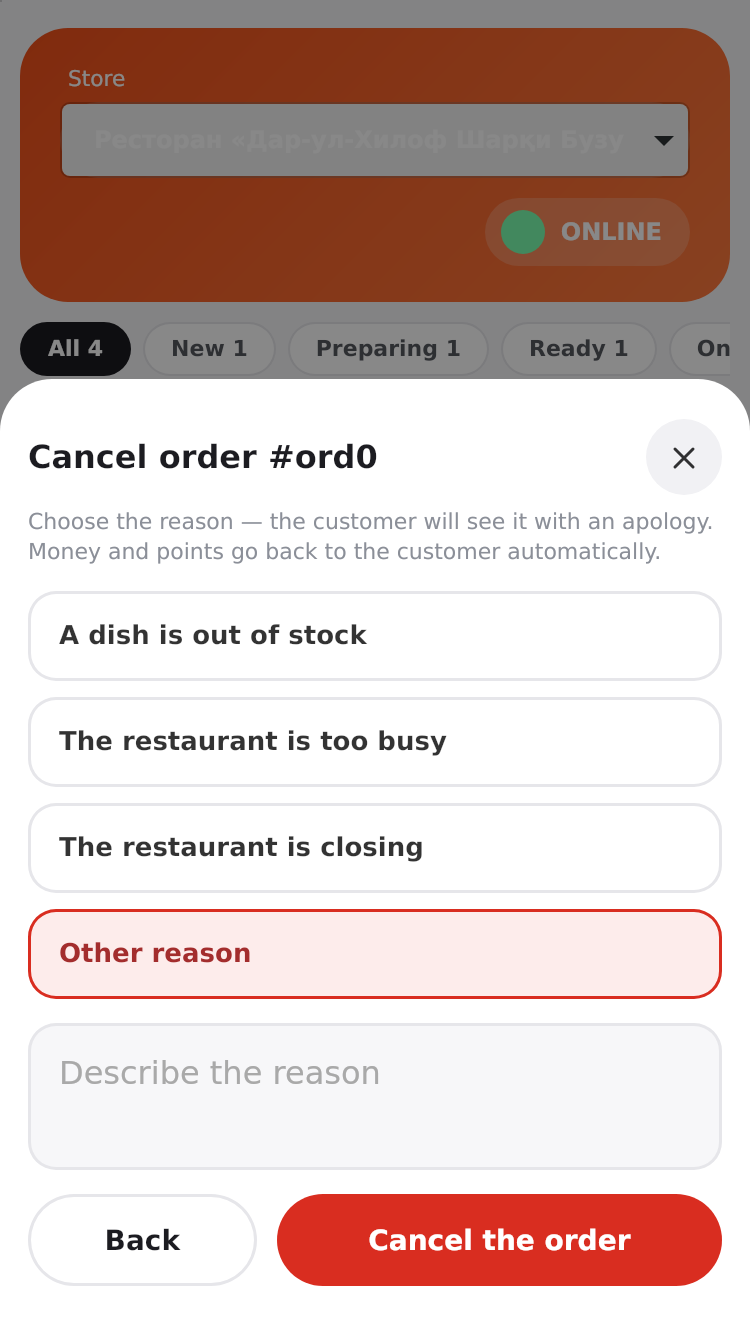 Store
Ресторан «Дар-ул-Хилоф Шарқи Бузу
ONLINE
All 4
New 1
Preparing 1
Ready 1
On
Cancel order #ord0
Choose the reason — the customer will see it with an apology.
Money and points go back to the customer automatically.
A dish is out of stock
The restaurant is too busy
The restaurant is closing
Other reason
Describe the reason
Back
Cancel the order